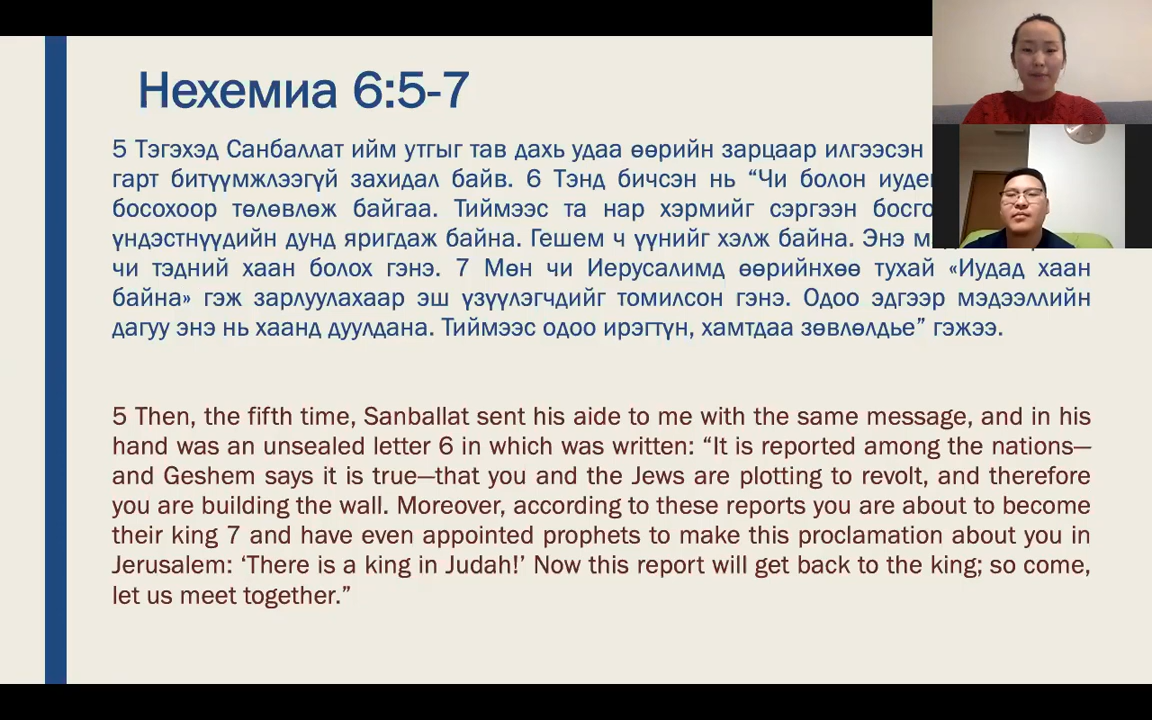 Нехемиа 6:5-7
5 Тэгэхэд Санбаллат ийм утгыг тав дахь удаа өөрийн зарцаар илгээсэн
гарт битүүмжлээгүй захидал байв. 6 Тэнд бичсэн нь “Чи болон
босохоор төлөвлөж байгаа. Тиймээс та нар хэрмийг сэргээн
үндэстнүүдийн дунд яригдаж байна. Гешем ч үүнийг хэлж байна. Энэ
чи тэдний хаан болох гэнэ. 7 Мөн чи Иерусалимд өөрийнхөө тухай «Иудад хаан
байна» гэж зарлуулахаар эш үзүүлэгчдийг томилсон гэнэ. Одоо эдгээр мэдээллийн
дагуу энэ нь хаанд дуулдана. Тиймээс одоо ирэгтүн, хамтдаа зөвлөлдье” гэжээ.
5 Then, the fifth time, Sanballat sent his aide to me with the same message, and in his
hand was an unsealed letter 6 in which was written: “It is reported among the nations—
and Geshem says it is true—that you and the Jews are plotting to revolt, and therefore
you are building the wall. Moreover, according to these reports you are about to become
their king 7 and have even appointed prophets to make this proclamation about you in
Jerusalem: ‘There is a king in Judah!’ Now this report will get back to the king; so come,
let us meet together.”